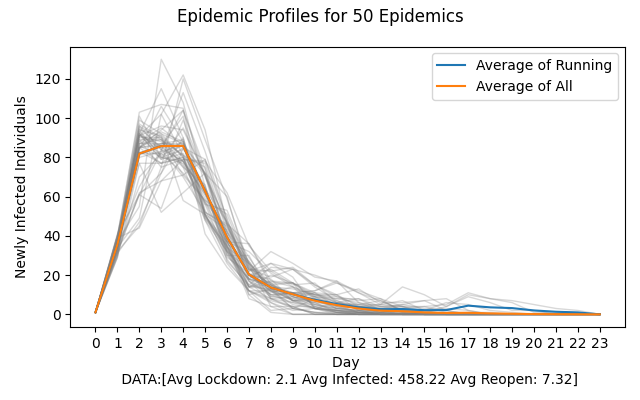 Epidemic Profiles for 50 Epidemics
Newly Infected Individuals
120
100
80
60
40
20
0
Average of Running
Average of All
0 1 2 3 4 5 6 7 8 9 10 11 12 13 14 15 16 17 18 19 20 21 22 23
Day
DATA:[Avg Lockdown: 2.1 Avg Infected: 458.22 Avg Reopen: 7.32]